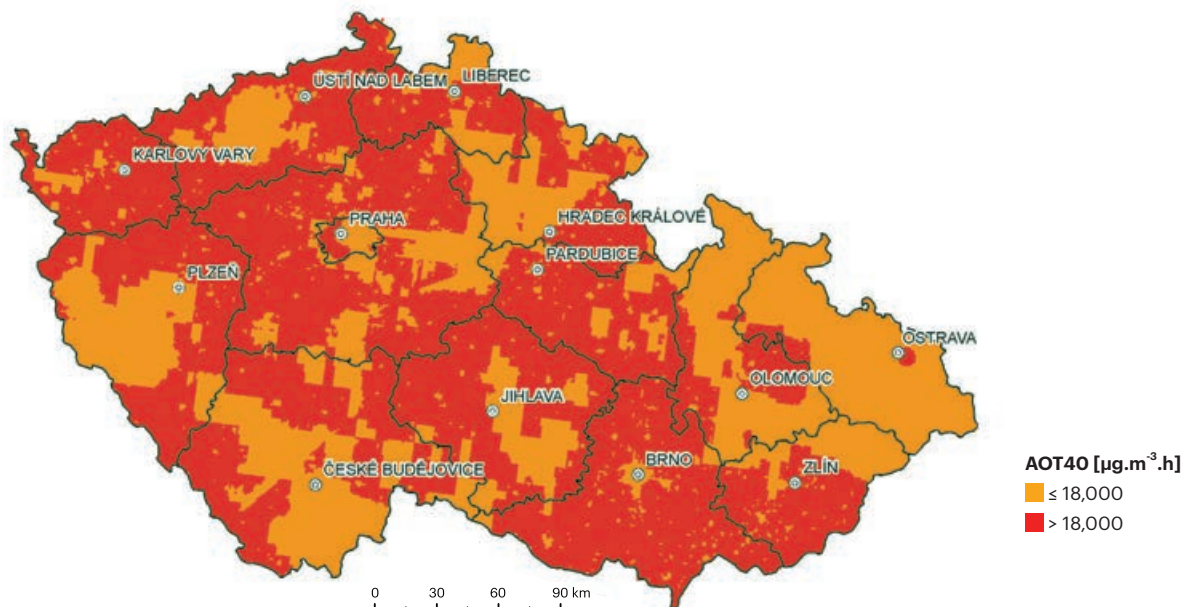 ÚSTÍ NAD LABEM
LIBEREC
KARLOVY VARY
PRAHA
HRADEC KRÁLOVÉ
PARDUBICE
PLZEŇ
OSTRAVA
OLOMOUC
JIHLAVA
ČESKÉ BUDĚJOVICE
BRNO
ZLÍN
AOT40 [µg.m⁻³.h]
≤ 18,000
> 18,000
0 30 60 90 km